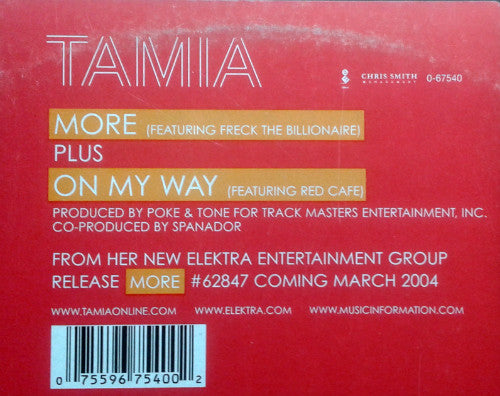 TAMIA
CHRIS SMITH
MANAGEMENT
0-67540
MORE (FEATURING FRECK THE BILLIONAIRE)
PLUS
ON MY WAY (FEATURING RED CAFE)
PRODUCED BY POKE & TONE FOR TRACK MASTERS ENTERTAINMENT, INC.
CO-PRODUCED BY SPANADOR
FROM HER NEW ELEKTRA ENTERTAINMENT GROUP
RELEASE MORE #62847 COMING MARCH 2004
WWW.TAMIAONLINE.COM WWW.ELEKTRA.COM WWW.MUSICINFORMATION.COM
0 75596 75400 2